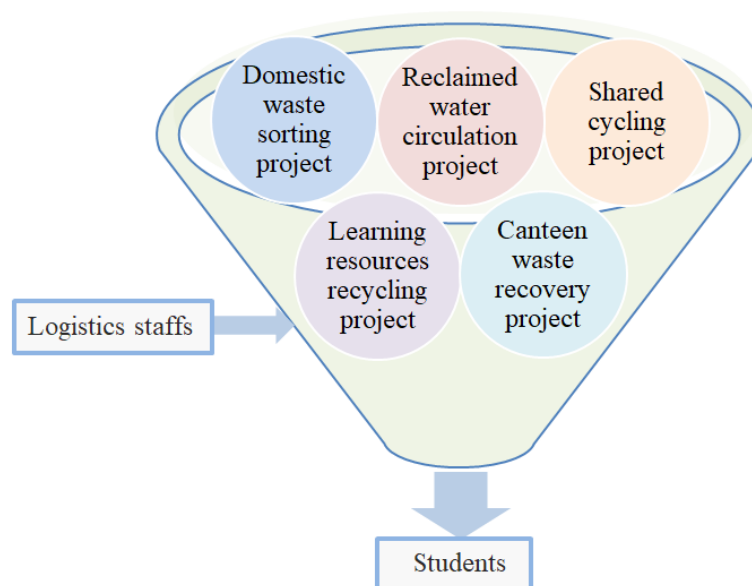 Domestic
waste
sorting
project
Reclaimed
water
circulation
project
Shared
cycling
project
Learning
resources
recycling
project
Canteen
waste
recovery
project
Logistics staffs
Students